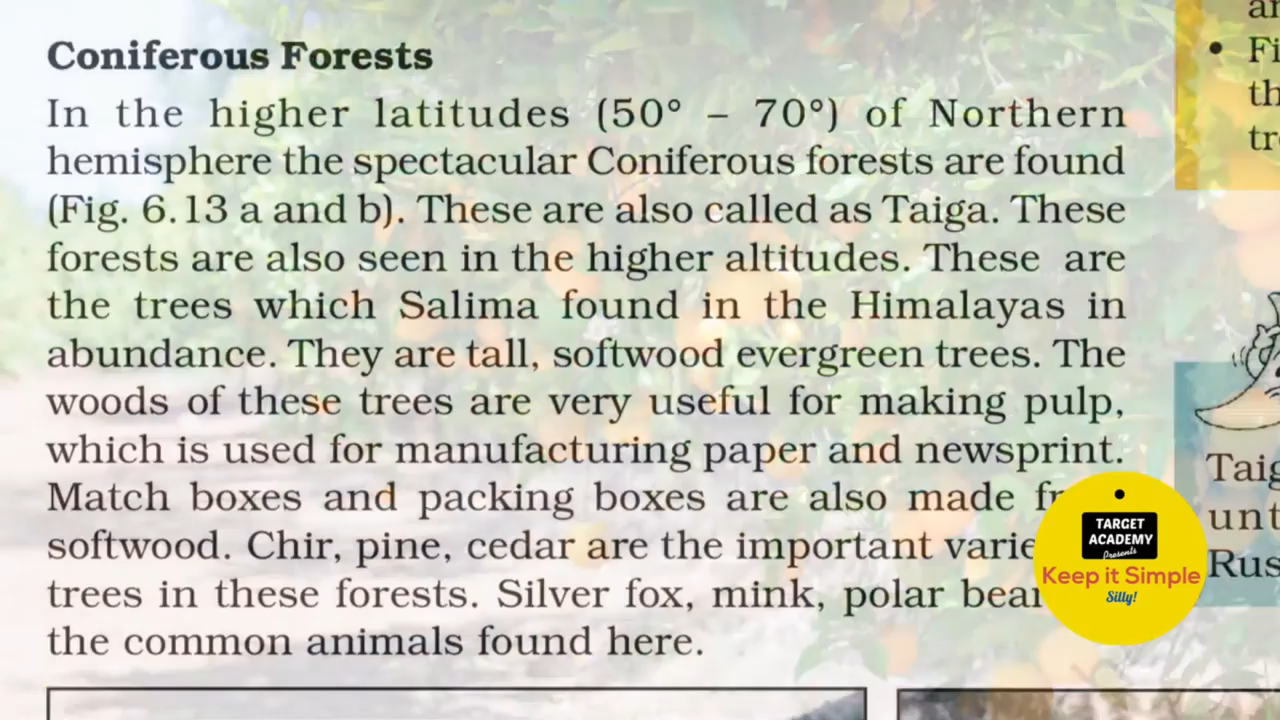 Coniferous Forests
In the higher latitudes (50° – 70°) of Northern
hemisphere the spectacular Coniferous forests are found
(Fig. 6.13 a and b). These are also called as Taiga. These
forests are also seen in the higher altitudes. These are
the trees which Salima found in the Himalayas in
abundance. They are tall, softwood evergreen trees. The
woods of these trees are very useful for making pulp,
which is used for manufacturing paper and newsprint.
Match boxes and packing boxes are also made
softwood. Chir, pine, cedar are the important
trees in these forests. Silver fox, mink, polar bear
the common animals found here.
TARGET
ACADEMY
Presents
Keep it Simple
Silly!